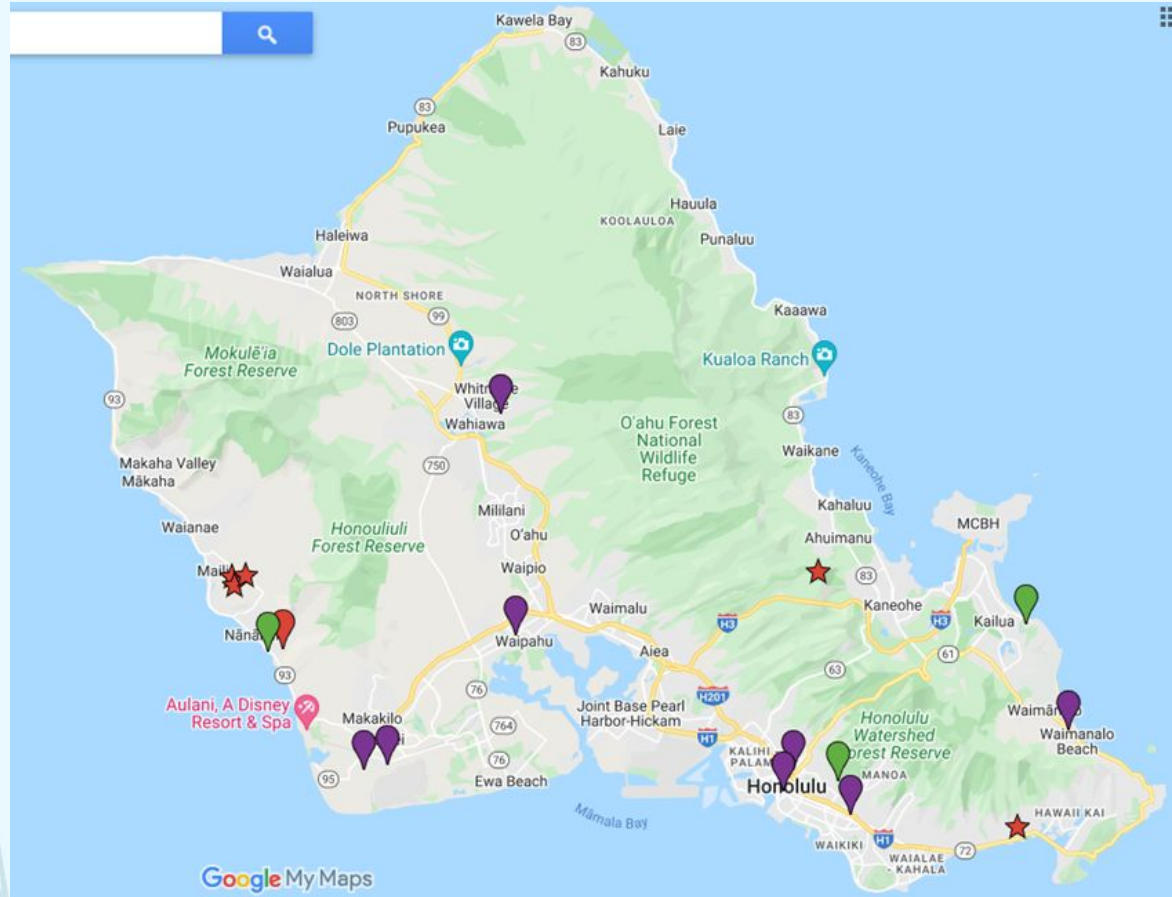 Kawela Bay
83
Kahuku
83
Pupukea
Laie
Hauula
KOOLAULOA
Punaluu
Haleiwa
Waialua
NORTH SHORE
Kaaawa
803
99
Dole Plantation
Kualoa Ranch
Mokulē'ia
Forest Reserve
93
Village
Wahiawa
83
O'ahu Forest
National
Wildlife
Refuge
Waikane
Kaneohe Bay
750
Makaha Valley
Mākaha
Mililani
Kahaluu
MCBH
Waianae
Honouliuli
Forest Reserve
O'ahu
Ahuimanu
Waipio
83
Waimalu
Kaneohe
H3
H3
Kailua
Waipahu
Aiea
61
93
63
76
Aulani, A Disney
Resort & Spa
Makakilo
764
Joint Base Pearl
Harbor-Hickam
H201
H1
Honolulu
Watershed
Forest Reserve
Waimanalo
Beach
76
95
Ewa Beach
KALIHI
MANOA
Honolulu
Māmala Bay
HAWAII KAI
H1
72
WAIKIKI
WAIALAE
- KAHALA
Google My Maps